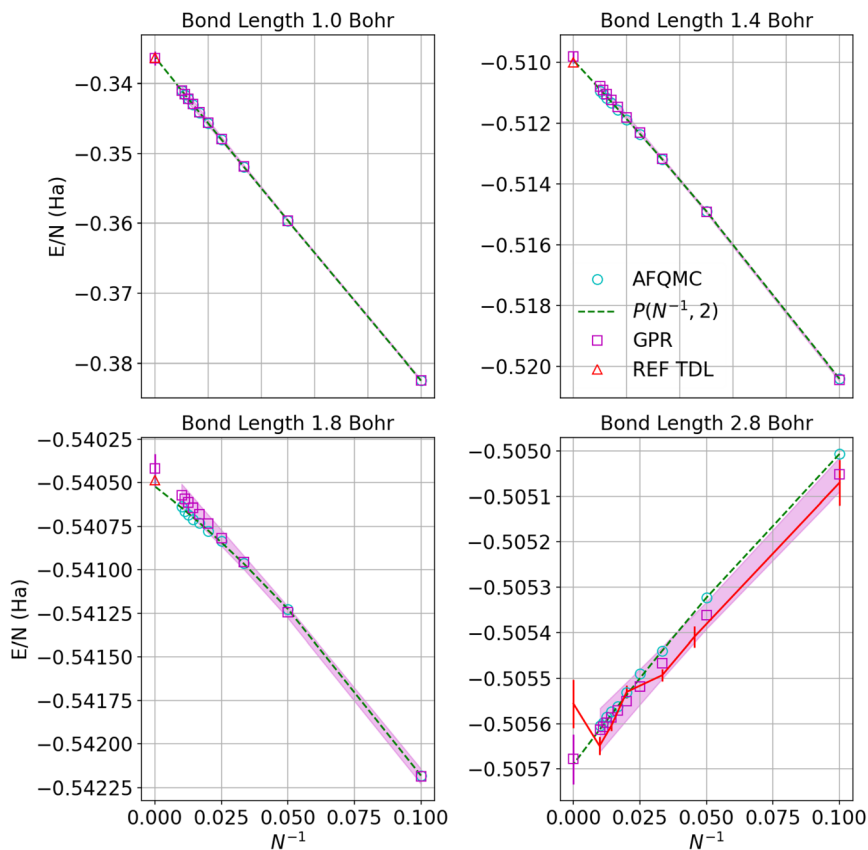 Bond Length 1.0 Bohr
Bond Length 1.4 Bohr
E/N (Ha)
−0.34
−0.35
−0.36
−0.37
−0.38
−0.510
−0.512
−0.514
−0.516
−0.518
−0.520
AFQMC
P(N⁻¹, 2)
GPR
REF TDL
Bond Length 1.8 Bohr
Bond Length 2.8 Bohr
E/N (Ha)
−0.54025
−0.54050
−0.54075
−0.54100
−0.54125
−0.54150
−0.54175
−0.54200
−0.54225
−0.5050
−0.5051
−0.5052
−0.5053
−0.5054
−0.5055
−0.5056
−0.5057
0.000 0.025 0.050 0.075 0.100
0.000 0.025 0.050 0.075 0.100
N⁻¹
N⁻¹